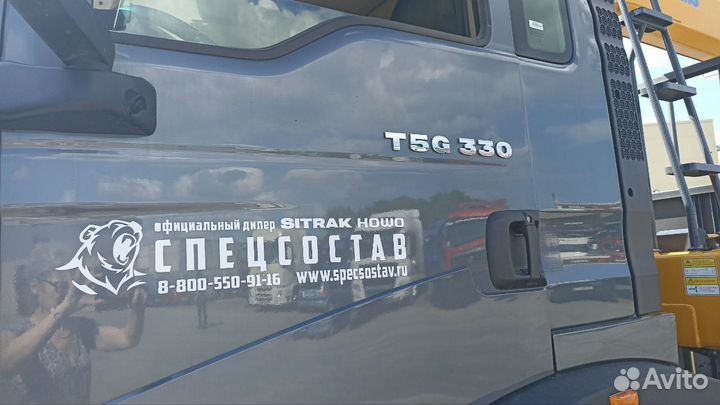 T5G 330
официальный дилер SITRAK HOWO
СПЕЦСОСТАВ
8-800-550-91-16 www.specsostav.ru
Avito